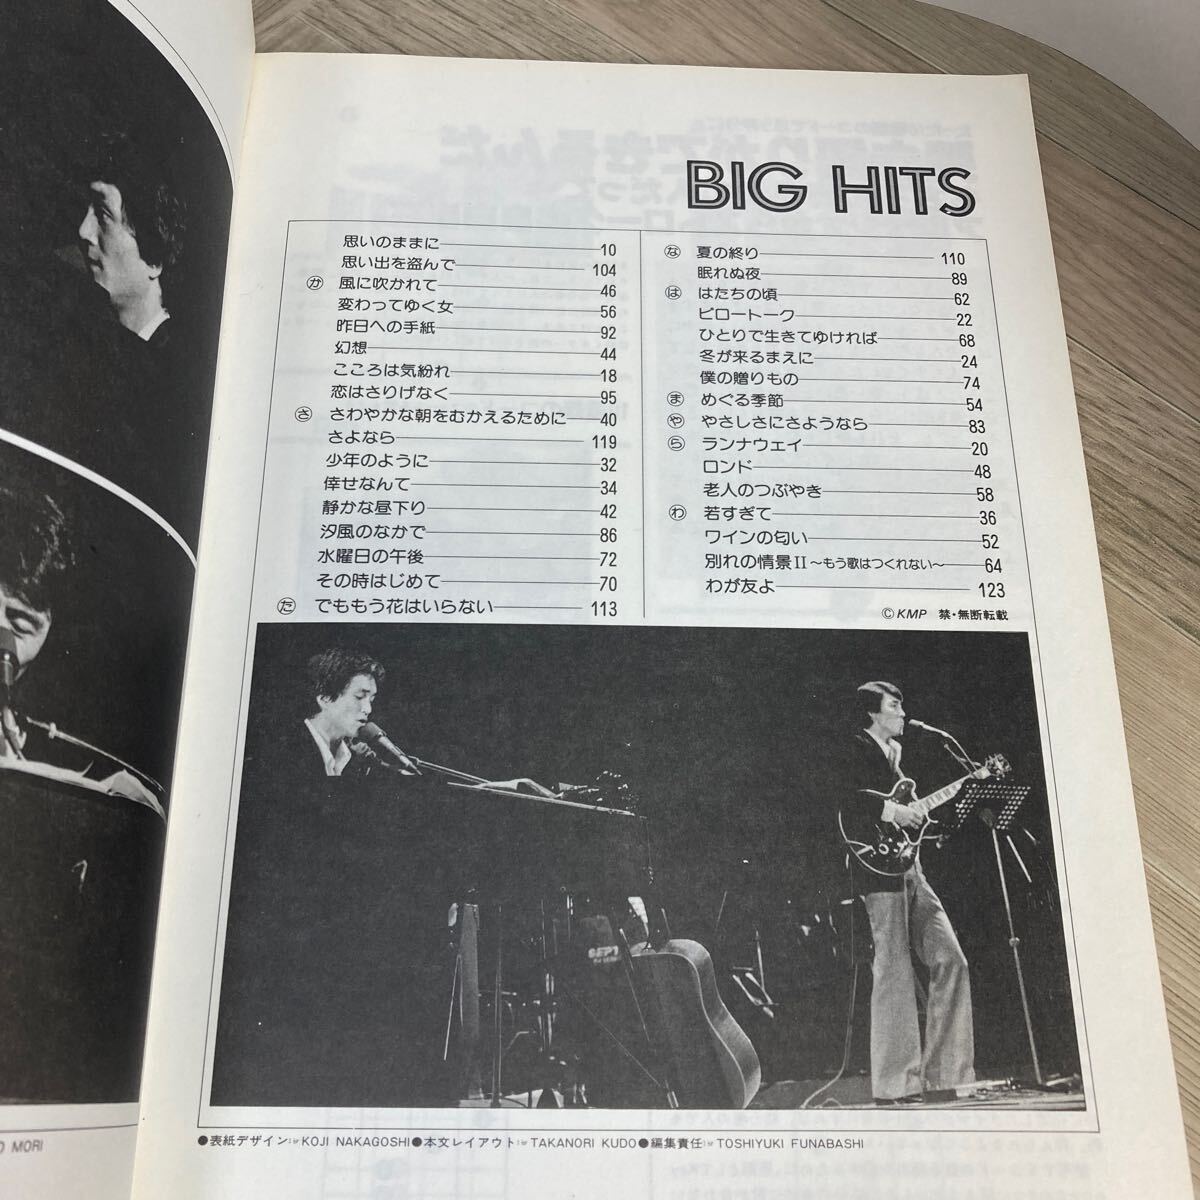 BIG HITS
思いのままに 10
思い出を盗んで 104
か 風に吹かれて 46
変わってゆく女 56
昨日への手紙 92
幻想 44
こころは気紛れ 18
恋はさりげなく 95
さ さわやかな朝をむかえるために 40
さよなら 119
少年のように 32
倖せなんて 34
静かな昼下り 42
汐風のなかで 86
水曜日の午後 72
その時はじめて 70
た でももう花はいらない 113
な 夏の終り 110
眠れぬ夜 89
は はたちの頃 62
ピロートーク 22
ひとりで生きてゆければ 68
冬が来るまえに 24
僕の贈りもの 74
ま めぐる季節 54
や やさしさにさようなら 83
ら ランナウェイ 20
ロンド 48
老人のつぶやき 58
わ 若すぎて 36
ワインの匂い 52
別れの情景II〜もう歌はつくれない〜 64
わが友よ 123
©KMP 禁・無断転載
●表紙デザイン:☞KOJI NAKAGOSHI●本文レイアウト:☞TAKANORI KUDO●編集責任:☞TOSHIYUKI FUNABASHI
MORI